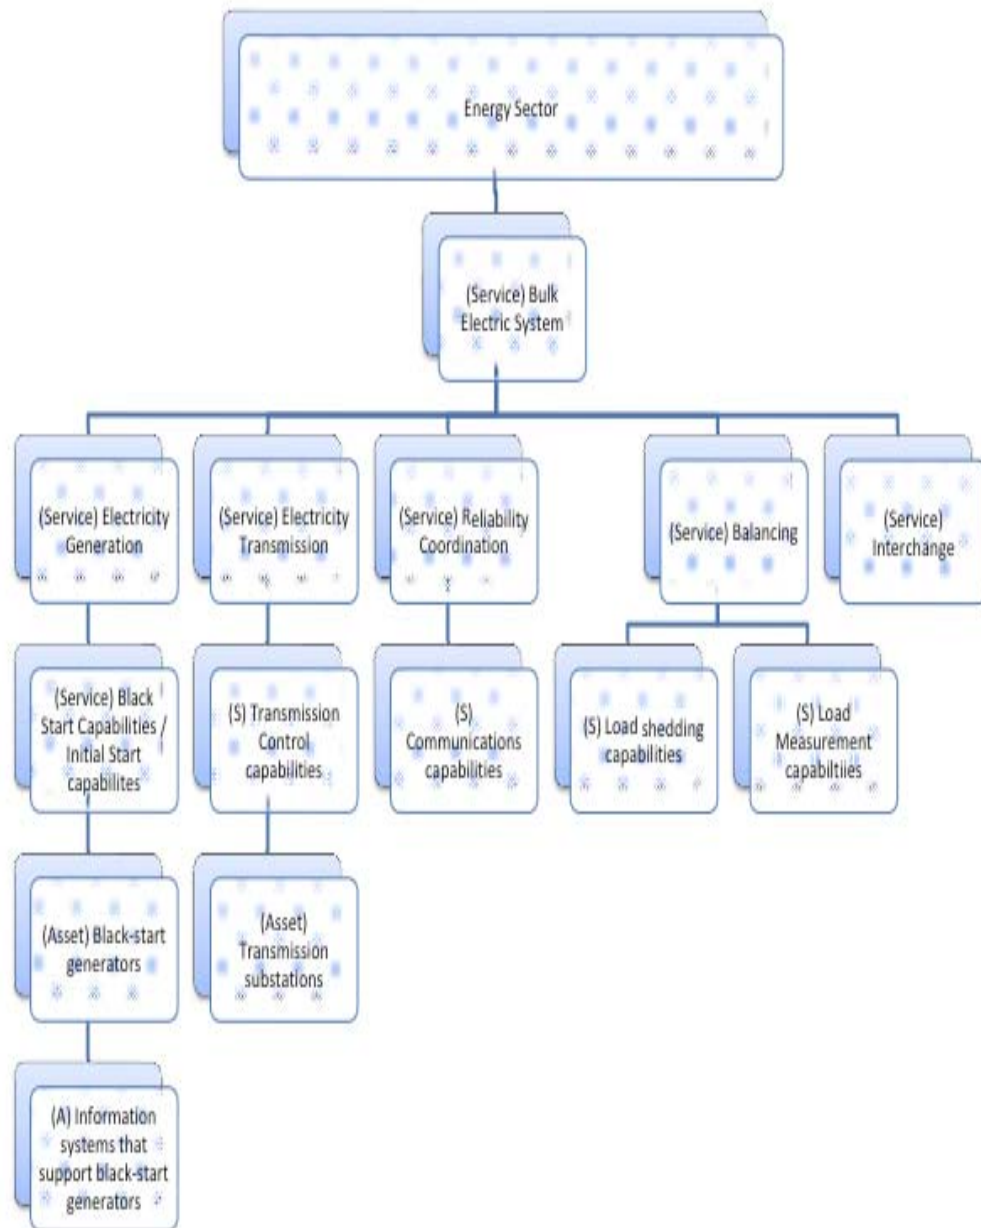 Energy Sector
(Service) Bulk
Electric System
(Service) Electricity
Generation
(Service) Electricity
Transmission
(Service) Reliability
Coordination
(Service) Balancing
(Service)
Interchange
(Service) Black
Start Capabilities /
Initial Start
capabilites
(S) Transmission
Control
capabilities
(S)
Communications
capabilities
(S) Load shedding
capabilities
(S) Load
Measurement
capabiltiies
(Asset) Black-start
generators
(Asset)
Transmission
substations
(A) Information
systems that
support black-start
generators